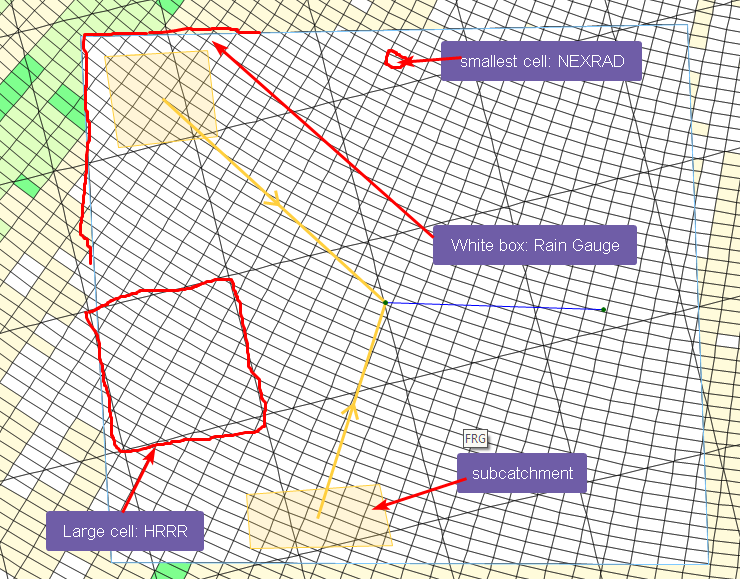 smallest cell: NEXRAD
White box: Rain Gauge
FRG
subcatchment
Large cell: HRRR